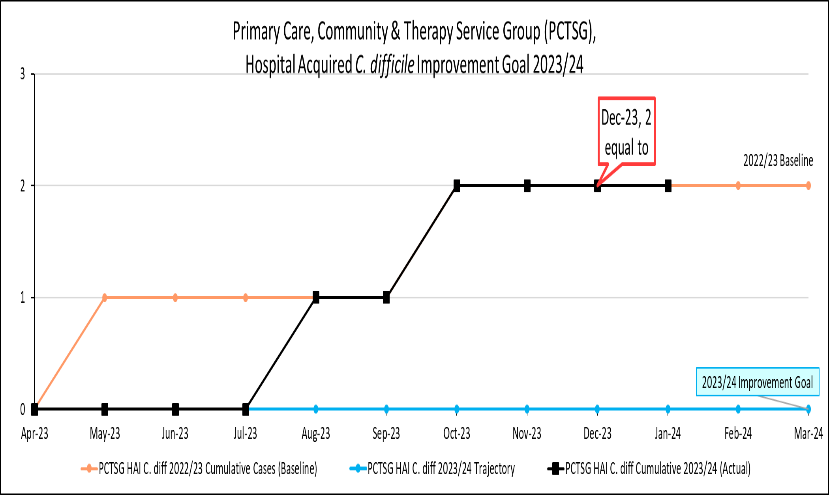 Primary Care, Community & Therapy Service Group (PCTSG),
Hospital Acquired C. difficile Improvement Goal 2023/24
3
Dec-23, 2
equal to
2022/23 Baseline
2
1
2023/24 Improvement Goal
0
Apr-23 May-23 Jun-23 Jul-23 Aug-23 Sep-23 Oct-23 Nov-23 Dec-23 Jan-24 Feb-24 Mar-24
PCTSG HAI C. diff 2022/23 Cumulative Cases (Baseline) PCTSG HAI C. diff 2023/24 Trajectory PCTSG HAI C. diff Cumulative 2023/24 (Actual)